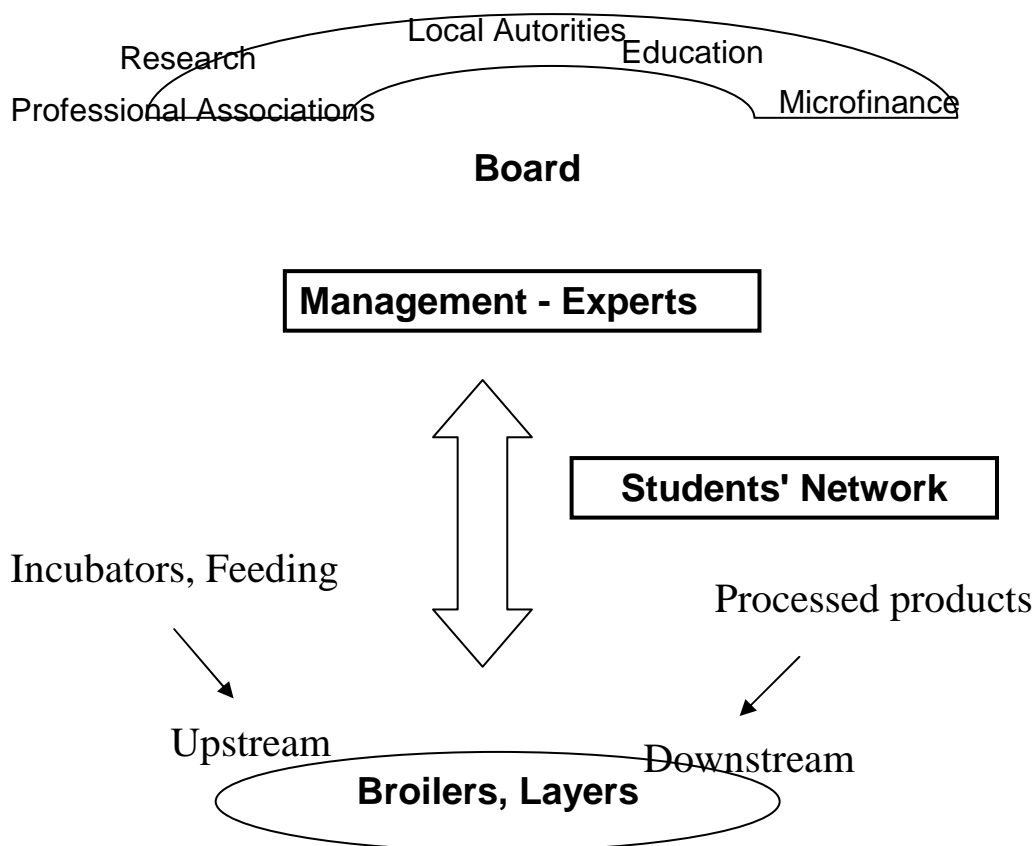 Local Autorities
Research
Education
Professional Associations
Microfinance
Board
Management - Experts
Students' Network
Incubators, Feeding
Processed products
Upstream
Downstream
Broilers, Layers